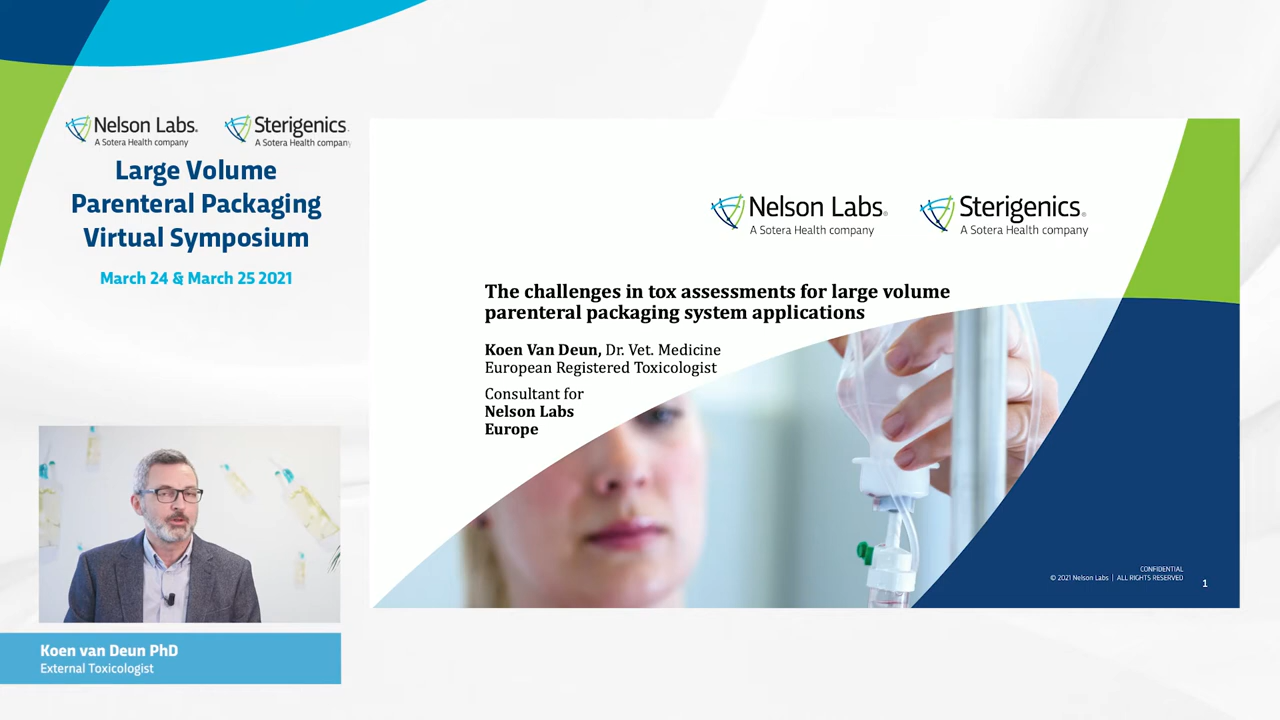 Nelson Labs®
A Sotera Health company
Sterigenics
A Sotera Health company
Large Volume
Parenteral Packaging
Virtual Symposium
March 24 & March 25 2021
Koen van Deun PhD
External Toxicologist
Nelson Labs®
A Sotera Health company
Sterigenics®
A Sotera Health company
The challenges in tox assessments for large volume
parenteral packaging system applications
Koen Van Deun, Dr. Vet. Medicine
European Registered Toxicologist
Consultant for
Nelson Labs
Europe
CONFIDENTIAL
© 2021 Nelson Labs | ALL RIGHTS RESERVED
1